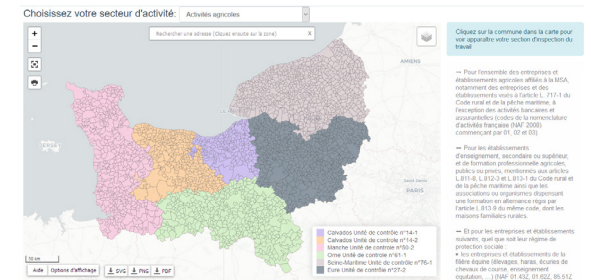 Choisissez votre secteur d'activité: Activités agricoles
Rechercher une adresse (Cliquez ensuite sur la zone) X
+
−
AMIENS
PARIS
Calvados Unité de contrôle n°14-1
Calvados Unité de contrôle n°14-2
Manche Unité de contrôle n°50-2
Orne Unité de contrôle n°61-1
Seine-Maritime Unité de contrôle n°76-1
Eure Unité de contrôle n°27-2
Aide Options d'affichage SVG PNG PDF
Cliquez sur la commune dans la carte pour
voir apparaître votre section d'inspection du
travail
— Pour l'ensemble des entreprises et
établissements agricoles affiliés à la MSA,
notamment des entreprises et des
établissements visés à l'article L. 717-1 du
Code rural et de la pêche maritime, à
l'exception des activités bancaires et
assurantielles (codes de la nomenclature
d'activités française (NAF 2008)
commençant par 01, 02 et 03).
— Pour les établissements
d'enseignement, secondaire ou supérieur,
et de formation professionnelle agricoles,
publics ou privés, mentionnés aux articles
L.811-8, L.812-3 et L.813-1 du Code rural et
de la pêche maritime ainsi que les
associations ou organismes dispensant
une formation en alternance régis par
l'article L.813-9 du même code, dont les
maisons familiales rurales.
— Et pour les entreprises et établissements
suivants, quel que soit leur régime de
protection sociale :
• les entreprises et établissements de la
filière équine (élevages, haras, écuries de
chevaux de course, enseignement
équitation, ...) (NAF 01.43Z, 01.62Z, 85.51Z